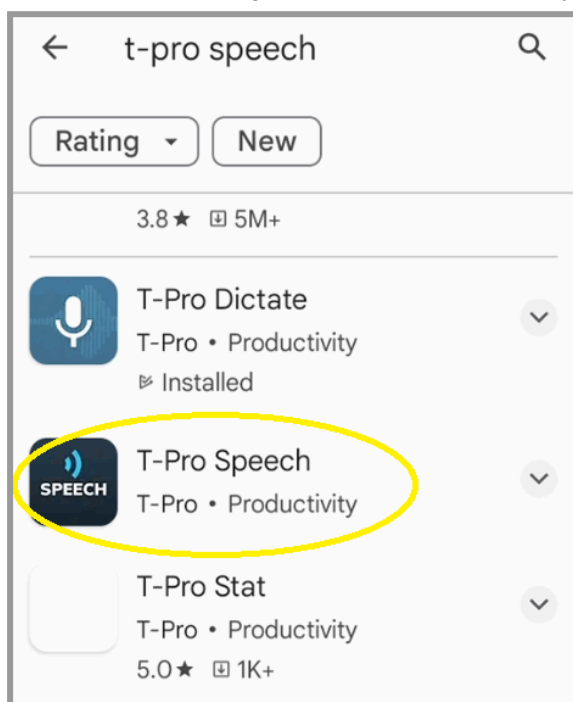 t-pro speech
Rating New
3.8★ 5M+
T-Pro Dictate
T-Pro • Productivity
Installed
SPEECH
T-Pro Speech
T-Pro • Productivity
T-Pro Stat
T-Pro • Productivity
5.0★ 1K+